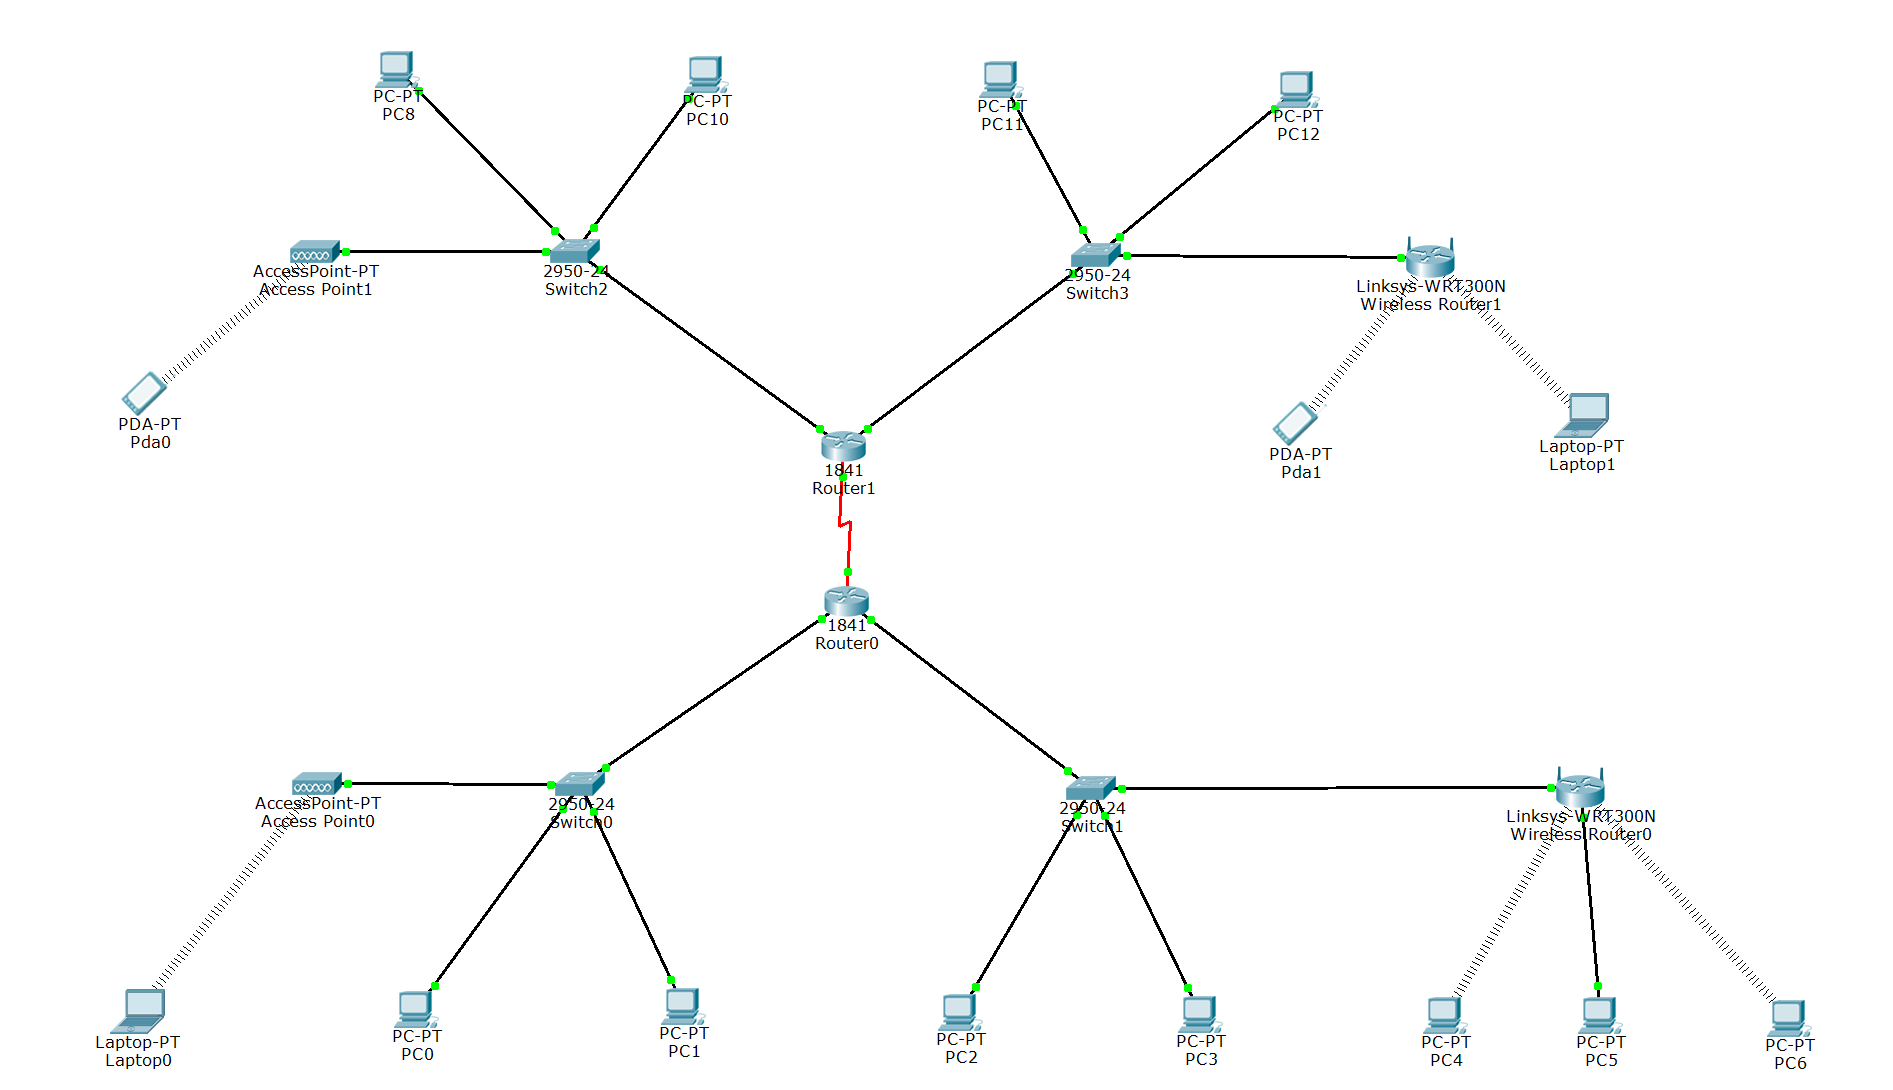 PC-PT
PC8
PC-PT
PC10
PC-PT
PC11
PC-PT
PC12
AccessPoint-PT
Access Point1
2950-24
Switch2
2950-24
Switch3
Linksys-WRT300N
Wireless Router1
PDA-PT
Pda0
PDA-PT
Pda1
Laptop-PT
Laptop1
1841
Router1
1841
Router0
AccessPoint-PT
Access Point0
2950-24
Switch0
2950-24
Switch1
Linksys-WRT300N
Wireless Router0
Laptop-PT
Laptop0
PC-PT
PC0
PC-PT
PC1
PC-PT
PC2
PC-PT
PC3
PC-PT
PC4
PC-PT
PC5
PC-PT
PC6